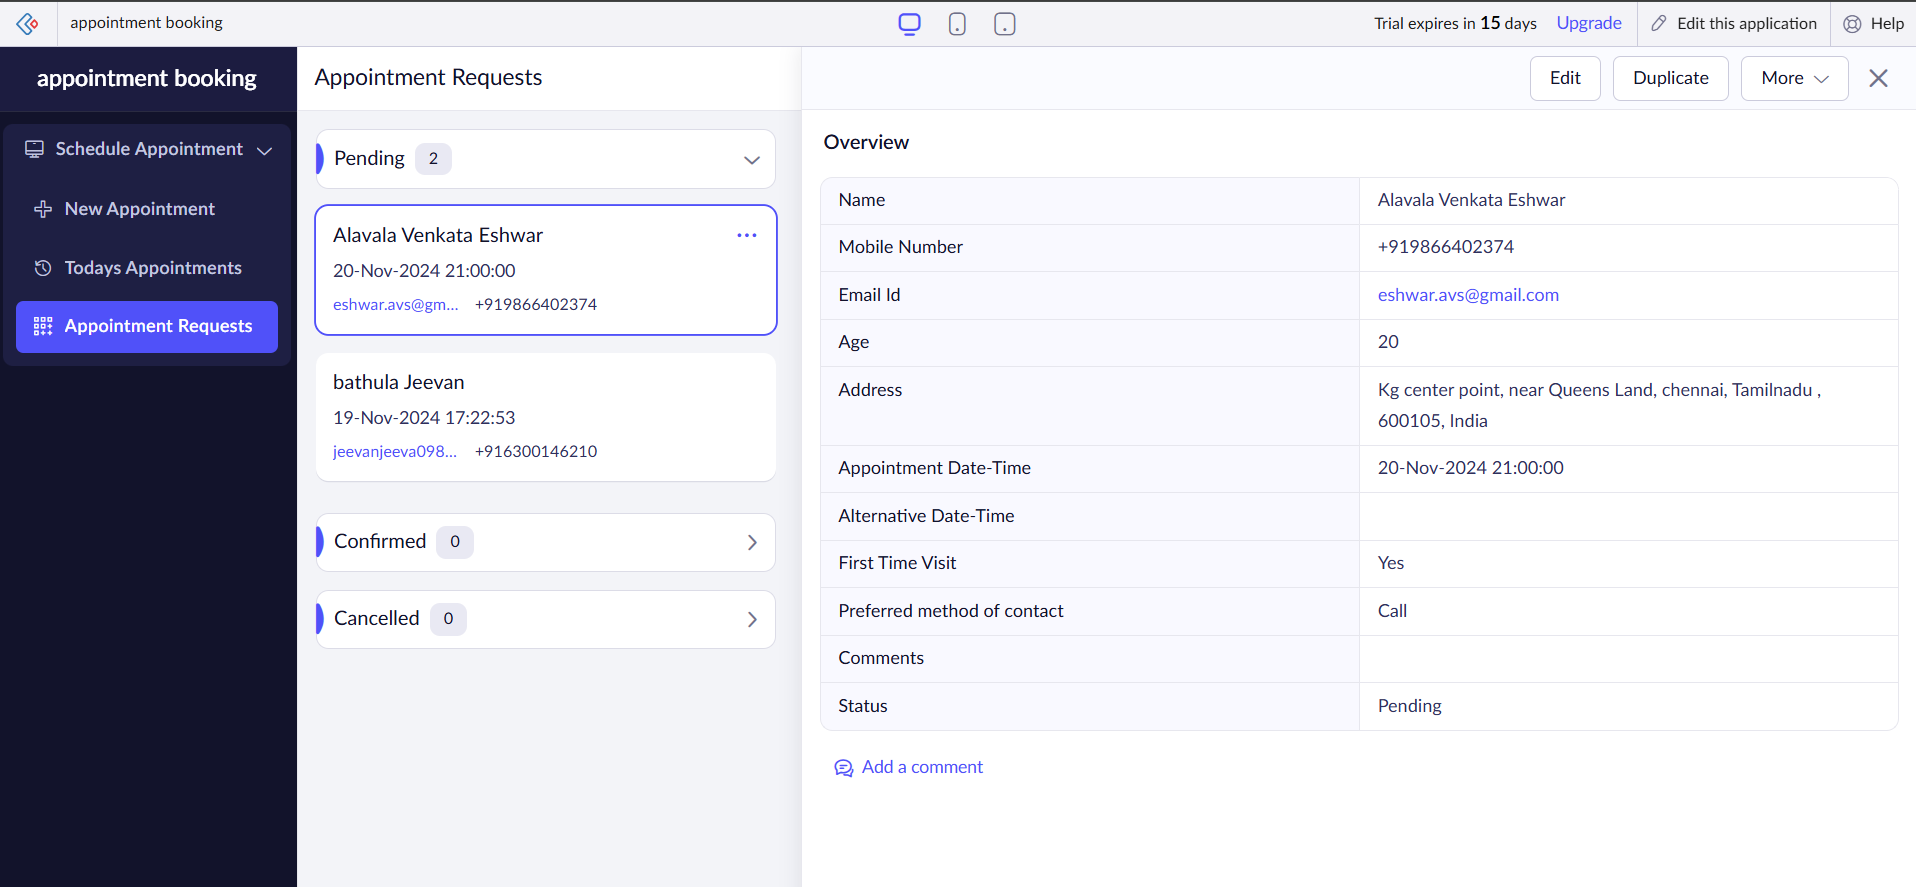 appointment booking
Trial expires in 15 days Upgrade Edit this application Help
appointment booking
Schedule Appointment
New Appointment
Todays Appointments
Appointment Requests
Appointment Requests
Pending 2
Alavala Venkata Eshwar
20-Nov-2024 21:00:00
eshwar.avs@gm... +919866402374
bathula Jeevan
19-Nov-2024 17:22:53
jeevanjeeva098... +916300146210
Confirmed 0
Cancelled 0
Edit Duplicate More
Overview
Name Alavala Venkata Eshwar
Mobile Number +919866402374
Email Id eshwar.avs@gmail.com
Age 20
Address Kg center point, near Queens Land, chennai, Tamilnadu ,
600105, India
Appointment Date-Time 20-Nov-2024 21:00:00
Alternative Date-Time
First Time Visit Yes
Preferred method of contact Call
Comments
Status Pending
Add a comment